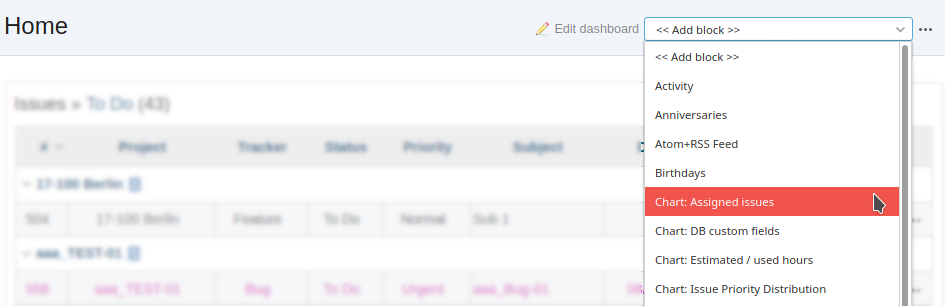 Home
Edit dashboard
<< Add block >>
<< Add block >>
Activity
Anniversaries
Atom+RSS Feed
Birthdays
Chart: Assigned issues
Chart: DB custom fields
Chart: Estimated / used hours
Chart: Issue Priority Distribution
Issues » To Do (43)
# Project Tracker Status Priority Subject
17-100 Berlin
504 17-100 Berlin Feature To Do Normal Sub 1
aaa_TEST-01
558 aaa_TEST-01 Bug To Do Urgent aaa_Bug-01